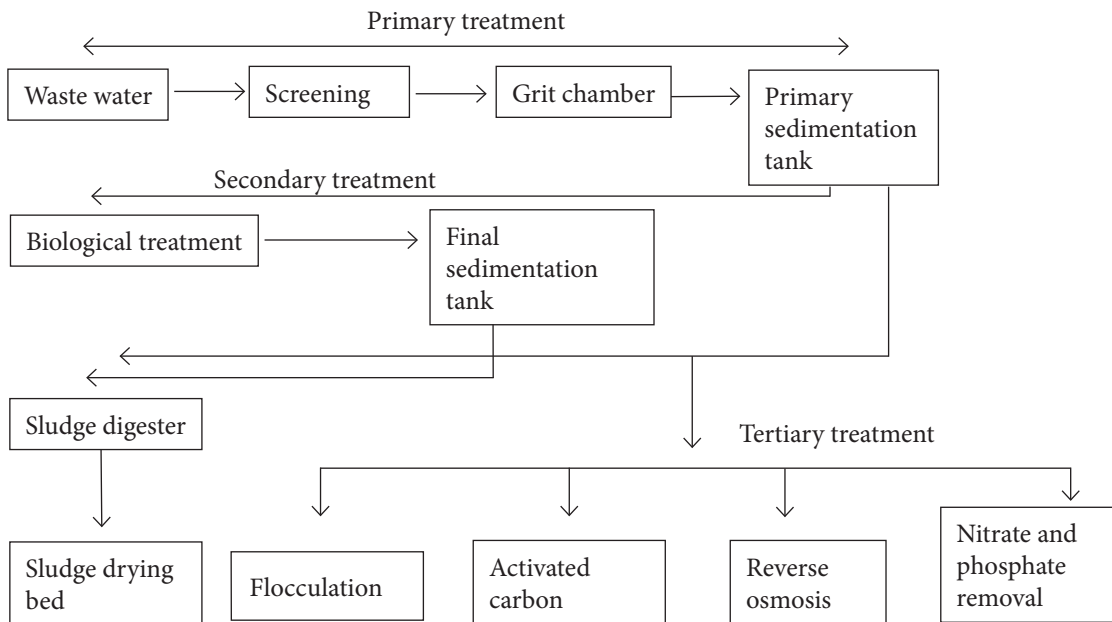 Primary treatment
Waste water
Screening
Grit chamber
Primary
sedimentation
tank
Secondary treatment
Biological treatment
Final
sedimentation
tank
Sludge digester
Tertiary treatment
Sludge drying
bed
Flocculation
Activated
carbon
Reverse
osmosis
Nitrate and
phosphate
removal